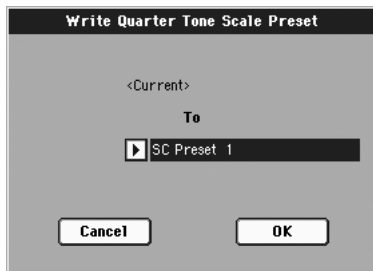 Write Quarter Tone Scale Preset
<Current>
To
SC Preset 1
Cancel OK